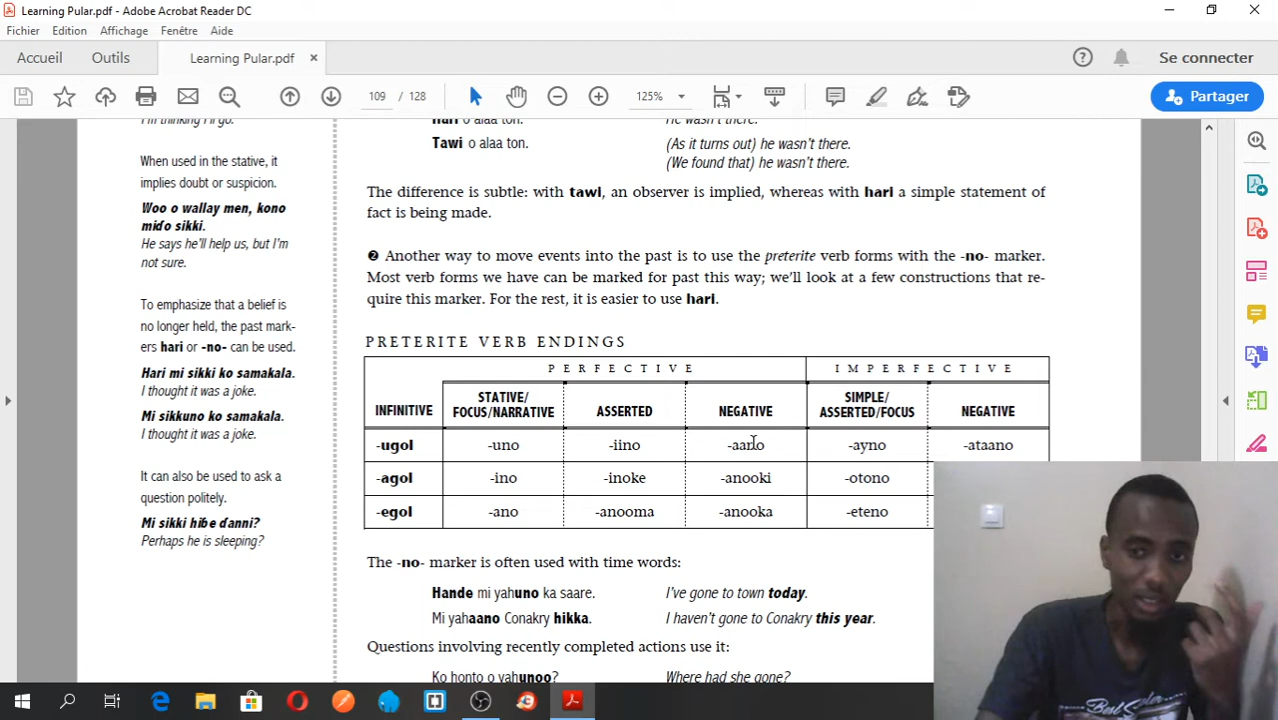 Learning Pular.pdf - Adobe Acrobat Reader DC
Fichier Edition Affichage Fenêtre Aide
Accueil Outils Learning Pular.pdf × Se connecter
109 / 128 125% Partager
I'm thinking I'll go.
When used in the stative, it
implies doubt or suspicion.
Woo o wallay men, kono
miɗo sikki.
He says he'll help us, but I'm
not sure.
To emphasize that a belief is
no longer held, the past mark-
ers hari or -no- can be used.
Hari mi sikki ko samakala.
I thought it was a joke.
Mi sikkuno ko samakala.
I thought it was a joke.
It can also be used to ask a
question politely.
Mi sikki hiɓe danni?
Perhaps he is sleeping?
Hari o alaa ton. He wasn't there.
Tawi o alaa ton. (As it turns out) he wasn't there.
(We found that) he wasn't there.
The difference is subtle: with tawi, an observer is implied, whereas with hari a simple statement of
fact is being made.
❷ Another way to move events into the past is to use the preterite verb forms with the -no- marker.
Most verb forms we have can be marked for past this way; we'll look at a few constructions that re-
quire this marker. For the rest, it is easier to use hari.
PRETERITE VERB ENDINGS
PERFECTIVE IMPERFECTIVE
INFINITIVE STATIVE/ FOCUS/NARRATIVE ASSERTED NEGATIVE SIMPLE/ ASSERTED/FOCUS NEGATIVE
-ugol -uno -iino -aano -ayno -ataano
-agol -ino -inoke -anooki -otono
-egol -ano -anooma -anooka -eteno
The -no- marker is often used with time words:
Hande mi yahuno ka saare. I've gone to town today.
Mi yahaano Conakry hikka. I haven't gone to Conakry this year.
Questions involving recently completed actions use it:
Ko honto o yahunoo? Where had she gone?